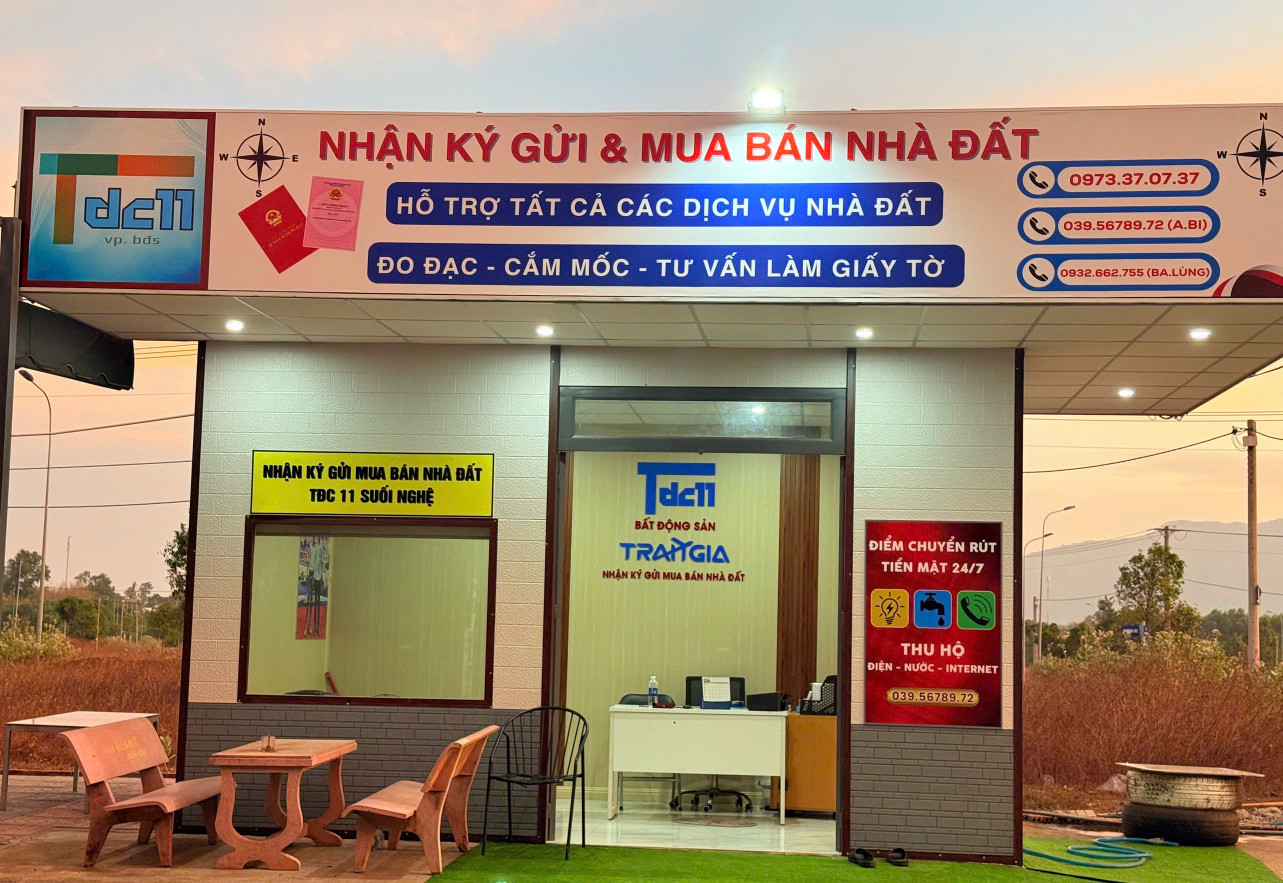 Tdc11
vp. bđs
N
W E
S
NHẬN KÝ GỬI & MUA BÁN NHÀ ĐẤT
HỖ TRỢ TẤT CẢ CÁC DỊCH VỤ NHÀ ĐẤT
ĐO ĐẠC - CẮM MỐC - TƯ VẤN LÀM GIẤY TỜ
0973.37.07.37
039.56789.72 (A.BI)
0932.662.755 (BA.LÙNG)
N
W
S
NHẬN KÝ GỬI MUA BÁN NHÀ ĐẤT
TĐC 11 SUỐI NGHỆ
Tdc11
BẤT ĐỘNG SẢN
TRAMGIA
NHẬN KÝ GỬI MUA BÁN NHÀ ĐẤT
ĐIỂM CHUYỂN RÚT
TIỀN MẶT 24/7
THU HỘ
ĐIỆN - NƯỚC - INTERNET
039.56789.72